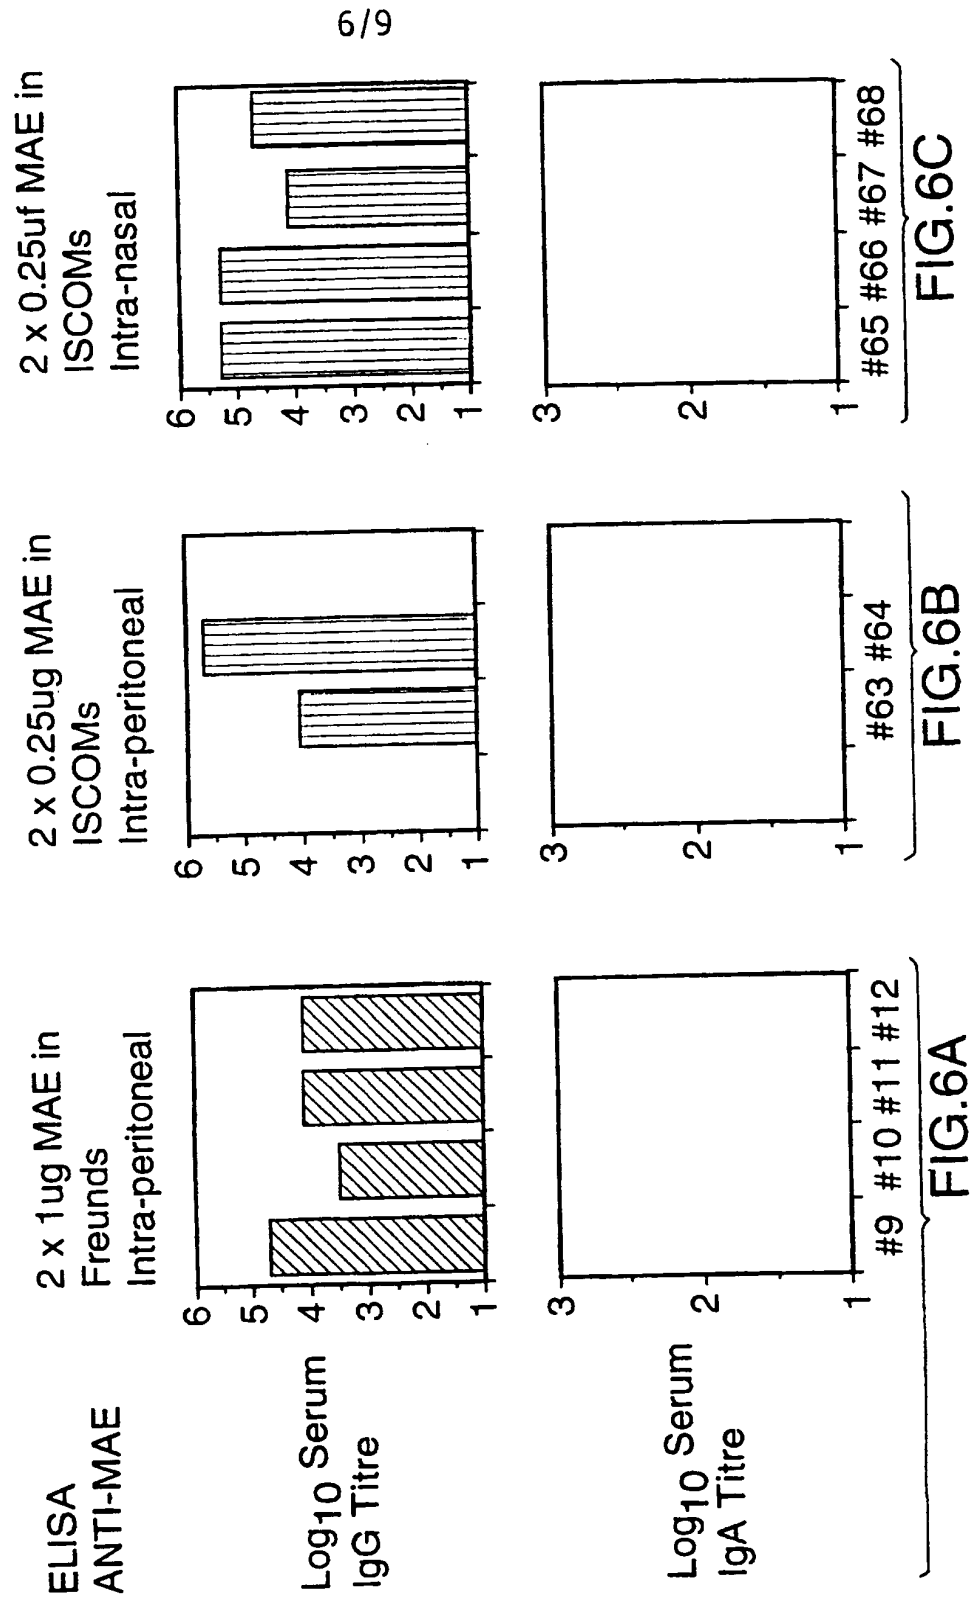 6/9
ELISA
ANTI-MAE
2 x 1ug MAE in
Freunds
Intra-peritoneal
2 x 0.25ug MAE in
ISCOMs
Intra-peritoneal
2 x 0.25uf MAE in
ISCOMs
Intra-nasal
Log10 Serum
IgG Titre
6
5
4
3
2
1
6
5
4
3
2
1
6
5
4
3
2
1
Log10 Serum
IgA Titre
3
2
1
3
2
1
3
2
1
#9 #10 #11 #12
#63 #64
#65 #66 #67 #68
FIG.6A
FIG.6B
FIG.6C